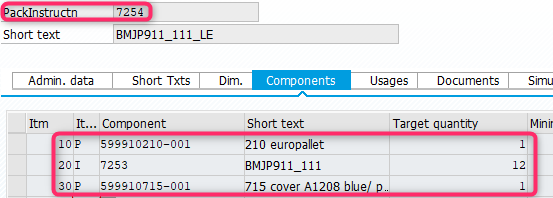 PackInstructn 7254
Short text BMJP911_111_LE
Admin. data Short Txts Dim. Components Usages Documents Simu
Itm It... Component Short text Target quantity Minin
10 P 599910210-001 210 europallet 1
20 I 7253 BMJP911_111 12
30 P 599910715-001 715 cover A1208 blue/ p... 1